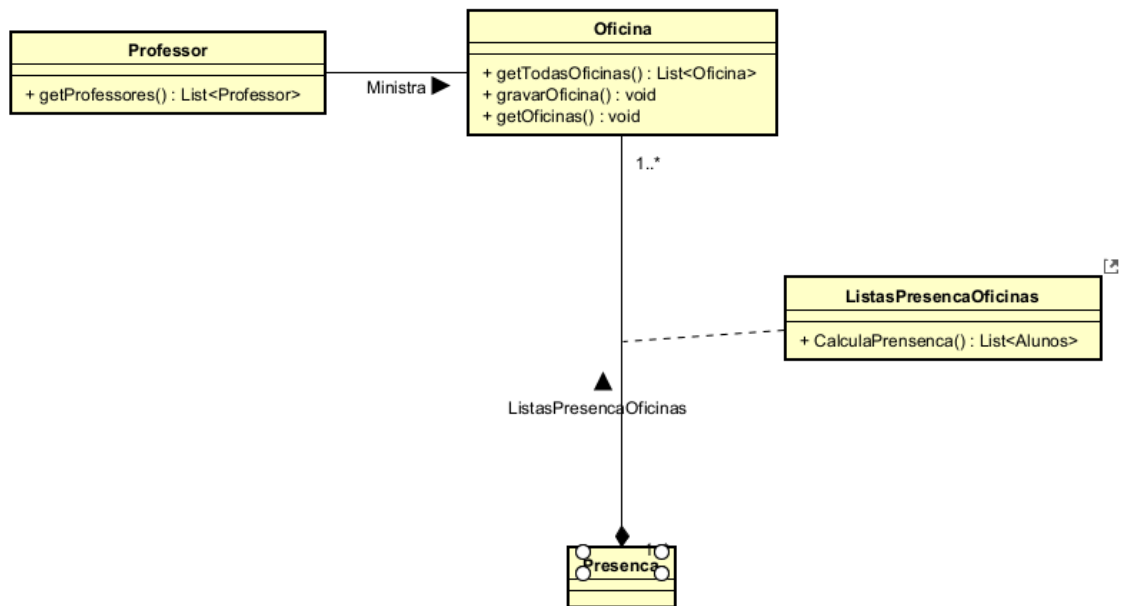 Professor
+ getProfessores() : List<Professor>
Ministra
Oficina
+ getTodasOficinas() : List<Oficina>
+ gravarOficina() : void
+ getOficinas() : void
1..*
ListasPresencaOficinas
+ CalculaPrensenca() : List<Alunos>
ListasPresencaOficinas
Presenca